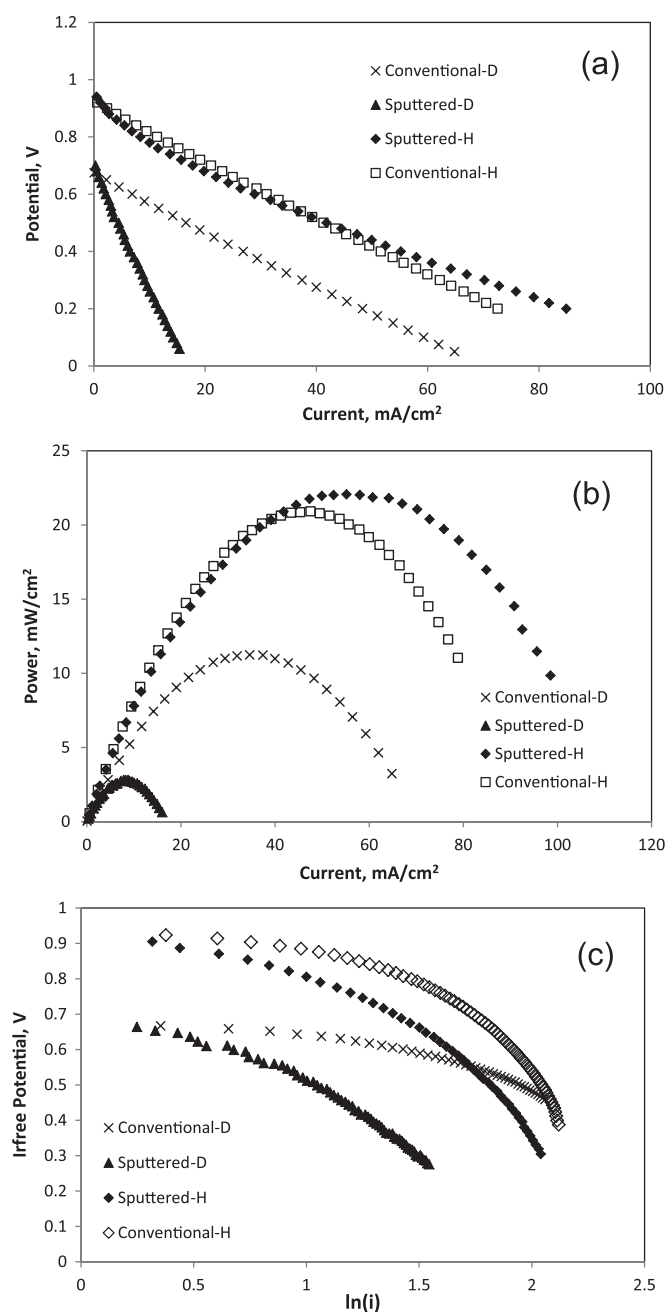 (a)
1.2
1
0.8
0.6
0.4
0.2
0
Potential, V
Conventional-D
Sputtered-D
Sputtered-H
Conventional-H
0 20 40 60 80 100
Current, mA/cm²
(b)
25
20
15
10
5
0
Power, mW/cm²
Conventional-D
Sputtered-D
Sputtered-H
Conventional-H
0 20 40 60 80 100 120
Current, mA/cm²
(c)
1
0.9
0.8
0.7
0.6
0.5
0.4
0.3
0.2
0.1
0
Irfree Potential, V
Conventional-D
Sputtered-D
Sputtered-H
Conventional-H
0 0.5 1 1.5 2 2.5
ln(i)